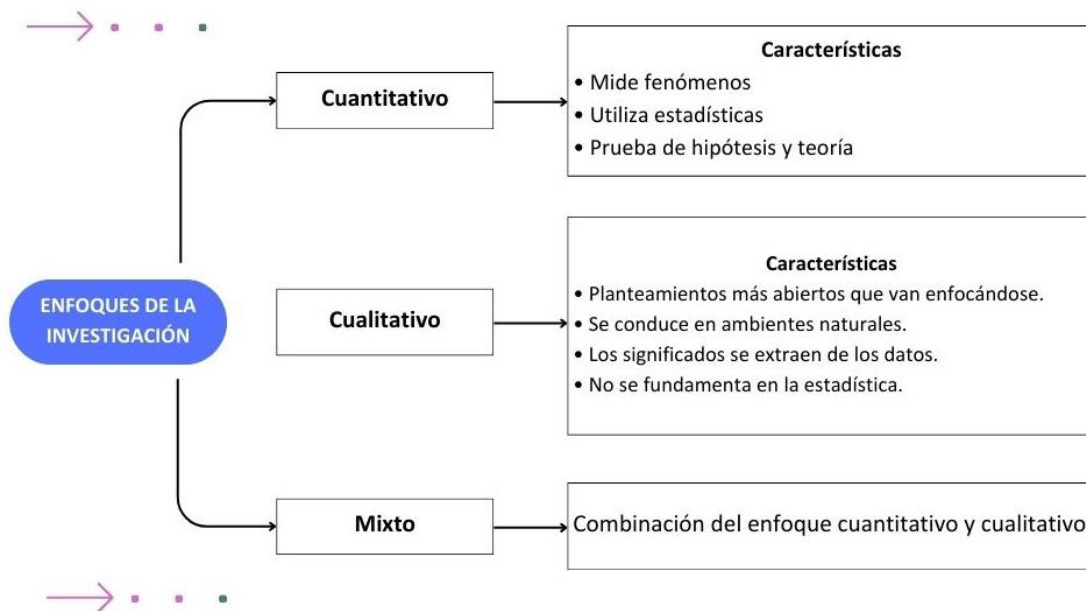 Cuantitativo
Características
• Mide fenómenos
• Utiliza estadísticas
• Prueba de hipótesis y teoría
ENFOQUES DE LA
INVESTIGACIÓN
Cualitativo
Características
• Planteamientos más abiertos que van enfocándose.
• Se conduce en ambientes naturales.
• Los significados se extraen de los datos.
• No se fundamenta en la estadística.
Mixto
Combinación del enfoque cuantitativo y cualitativo